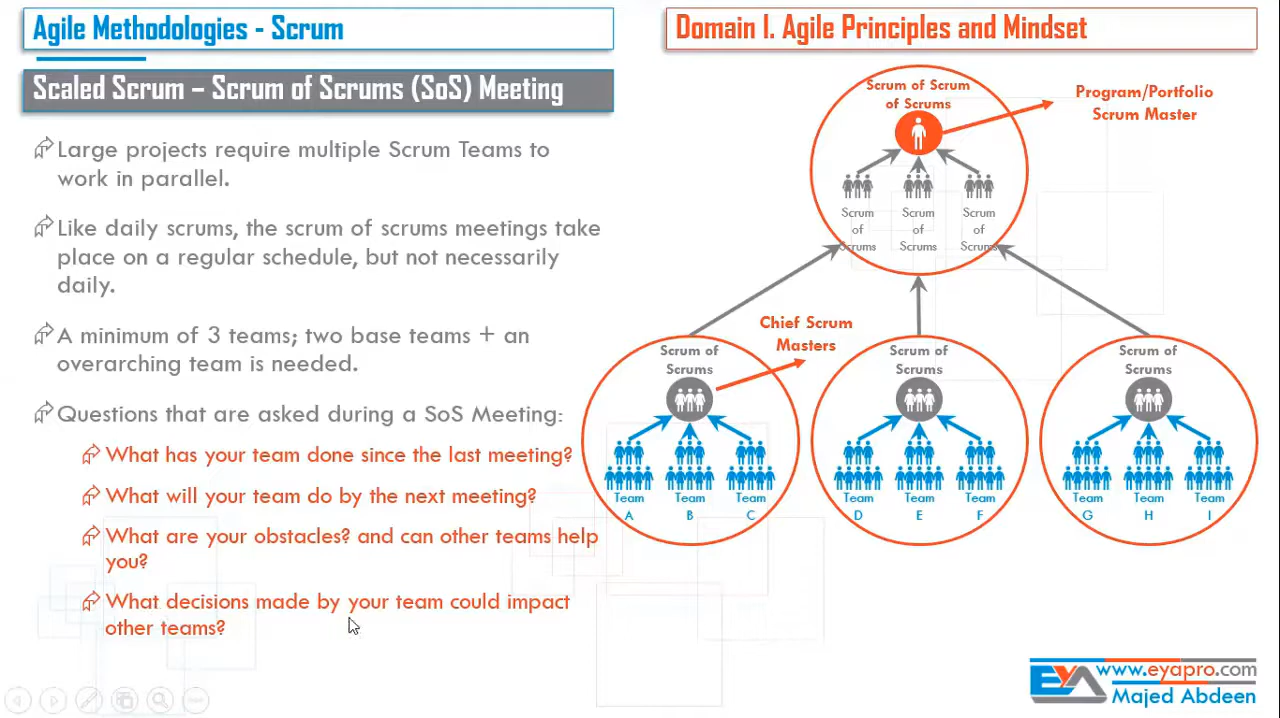 Agile Methodologies - Scrum
Domain I. Agile Principles and Mindset
Scaled Scrum – Scrum of Scrums (SoS) Meeting
Large projects require multiple Scrum Teams to
work in parallel.
Like daily scrums, the scrum of scrums meetings take
place on a regular schedule, but not necessarily
daily.
A minimum of 3 teams; two base teams + an
overarching team is needed.
Questions that are asked during a SoS Meeting:
What has your team done since the last meeting?
What will your team do by the next meeting?
What are your obstacles? and can other teams help
you?
What decisions made by your team could impact
other teams?
Scrum of Scrum
of Scrums
Program/Portfolio
Scrum Master
Scrum
of
Scrums
Scrum
of
Scrums
Scrum
of
Scrums
Chief Scrum
Masters
Scrum of
Scrums
Team
A
Team
B
Team
C
Scrum of
Scrums
Team
D
Team
E
Team
F
Scrum of
Scrums
Team
G
Team
H
Team
I
EYA
www.eyapro.com
Majed Abdeen